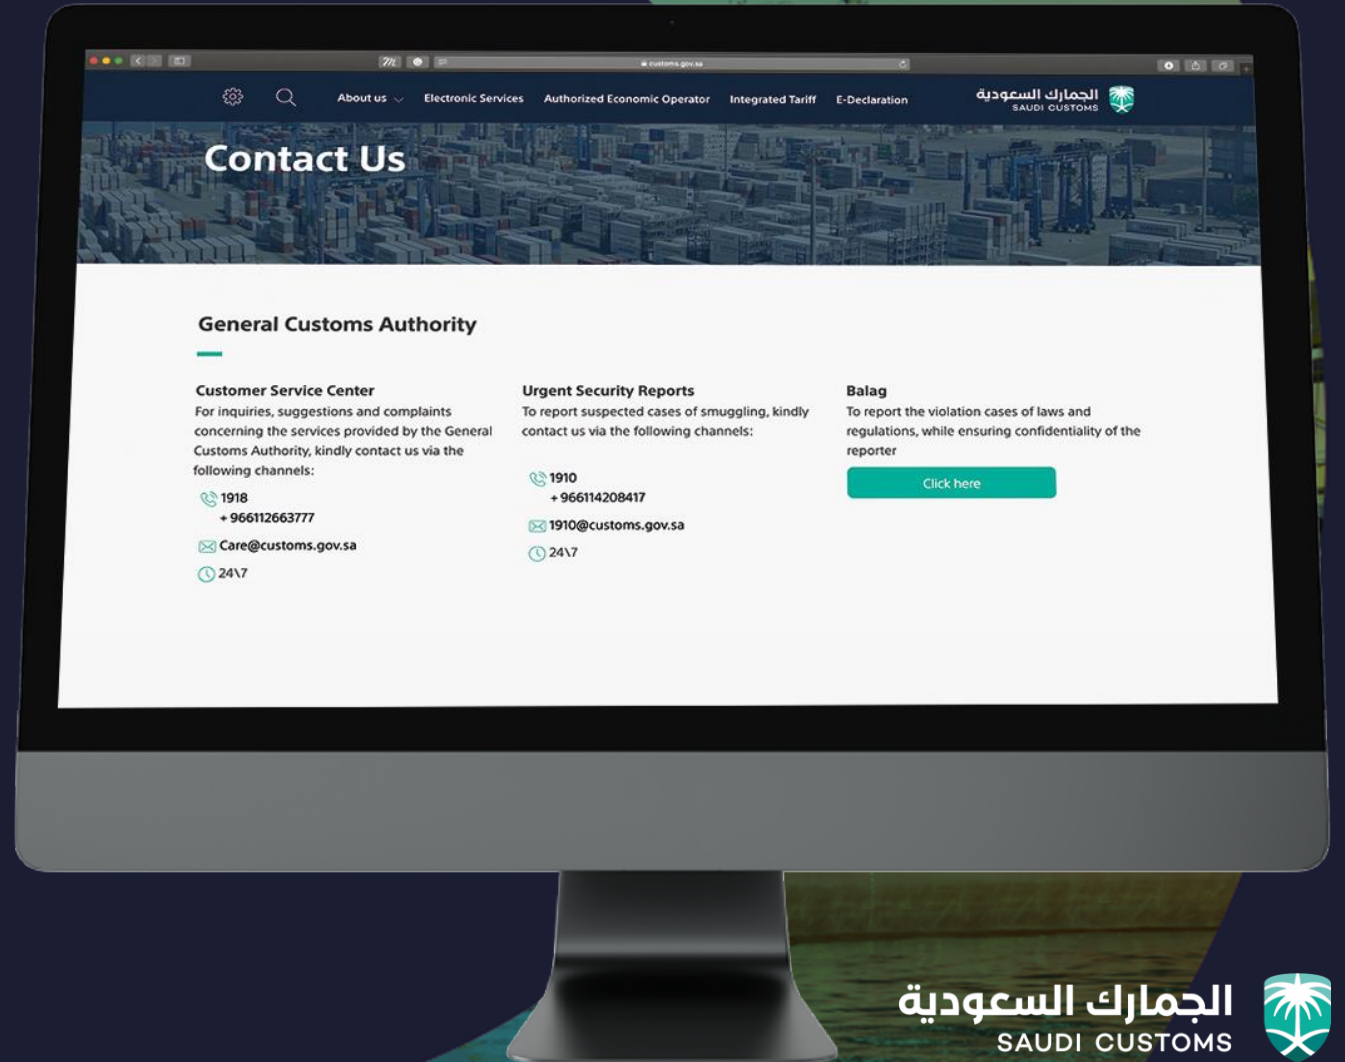 customs.gov.sa
About us
Electronic Services
Authorized Economic Operator
Integrated Tariff
E-Declaration
الجمارك السعودية
SAUDI CUSTOMS
Contact Us
General Customs Authority
Customer Service Center
For inquiries, suggestions and complaints
concerning the services provided by the General
Customs Authority, kindly contact us via the
following channels:
1918
+ 966112663777
Care@customs.gov.sa
24\7
Urgent Security Reports
To report suspected cases of smuggling, kindly
contact us via the following channels:
1910
+ 966114208417
1910@customs.gov.sa
24\7
Balag
To report the violation cases of laws and
regulations, while ensuring confidentiality of the
reporter
Click here
الجمارك السعودية
SAUDI CUSTOMS